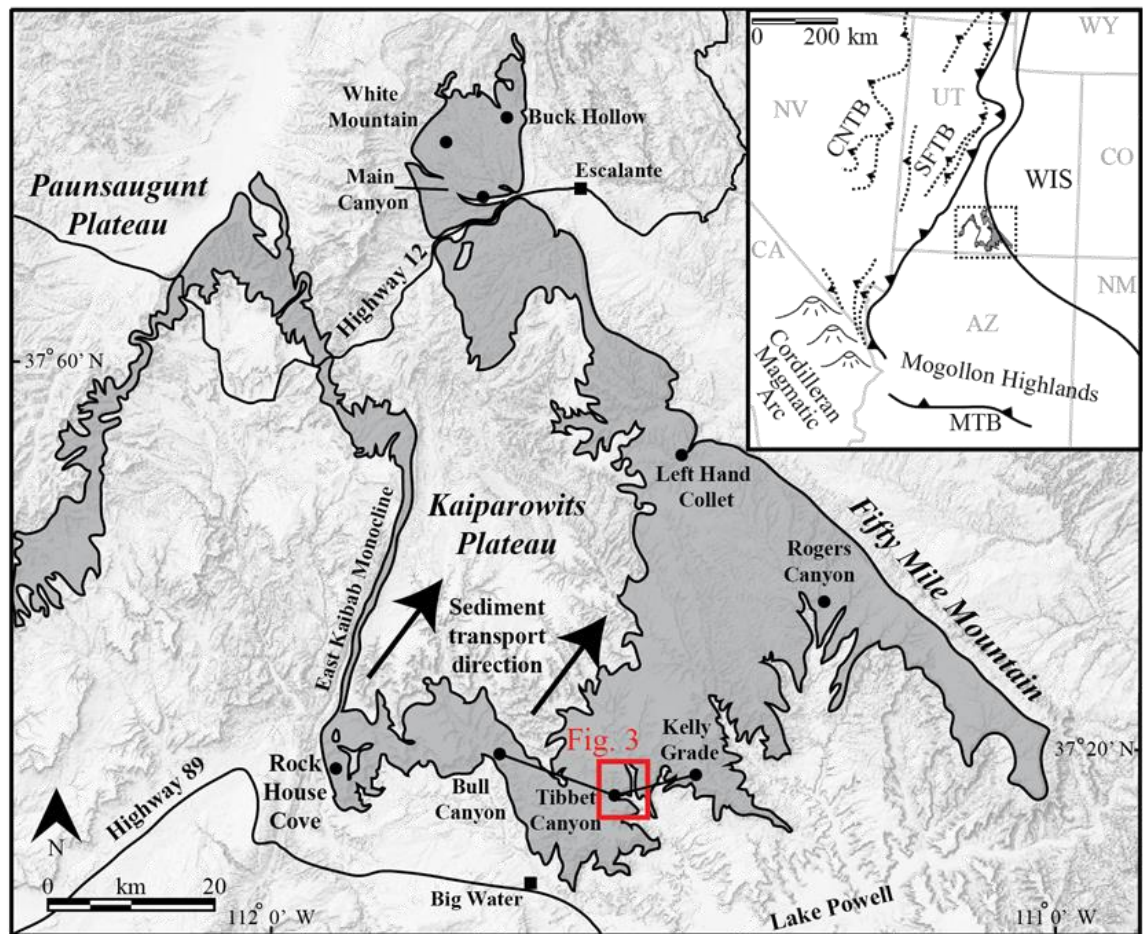 0 200 km
WY
NV
UT
CNTB
SFTB
CO
WIS
CA
NM
AZ
Cordilleran
Magmatic
Arc
Mogollon Highlands
MTB
White
Mountain
Buck Hollow
Main
Canyon
Escalante
Paunsaugunt
Plateau
Highway 12
37°60' N
Left Hand
Collet
Kaiparowits
Plateau
Fifty Mile Mountain
Rogers
Canyon
East Kaibab Monocline
Sediment
transport
direction
Kelly
Grade
Fig. 3
37°20' N
Rock
House
Cove
Bull
Canyon
Tibbet
Canyon
Highway 89
N
0 km 20
Big Water
Lake Powell
112°0' W
111°0' W